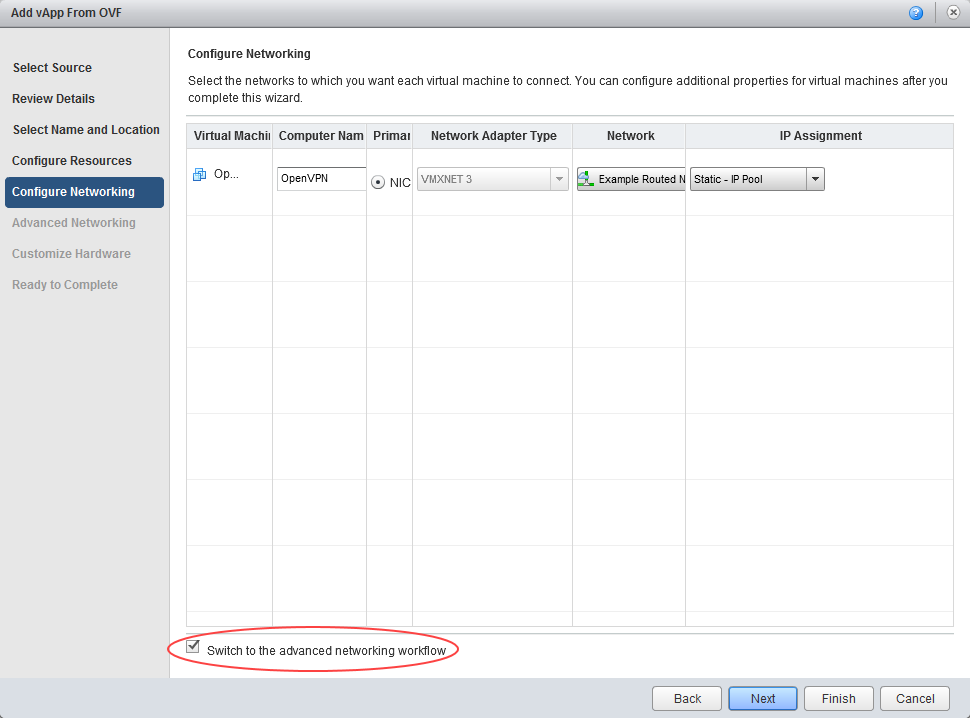 Add vApp From OVF
?
Select Source
Review Details
Select Name and Location
Configure Resources
Configure Networking
Advanced Networking
Customize Hardware
Ready to Complete
Configure Networking
Select the networks to which you want each virtual machine to connect. You can configure additional properties for virtual machines after you
complete this wizard.
Virtual Machi Computer Nam Primar Network Adapter Type Network IP Assignment
Op... OpenVPN NIC VMXNET 3 Example Routed N Static - IP Pool
Switch to the advanced networking workflow
Back Next Finish Cancel